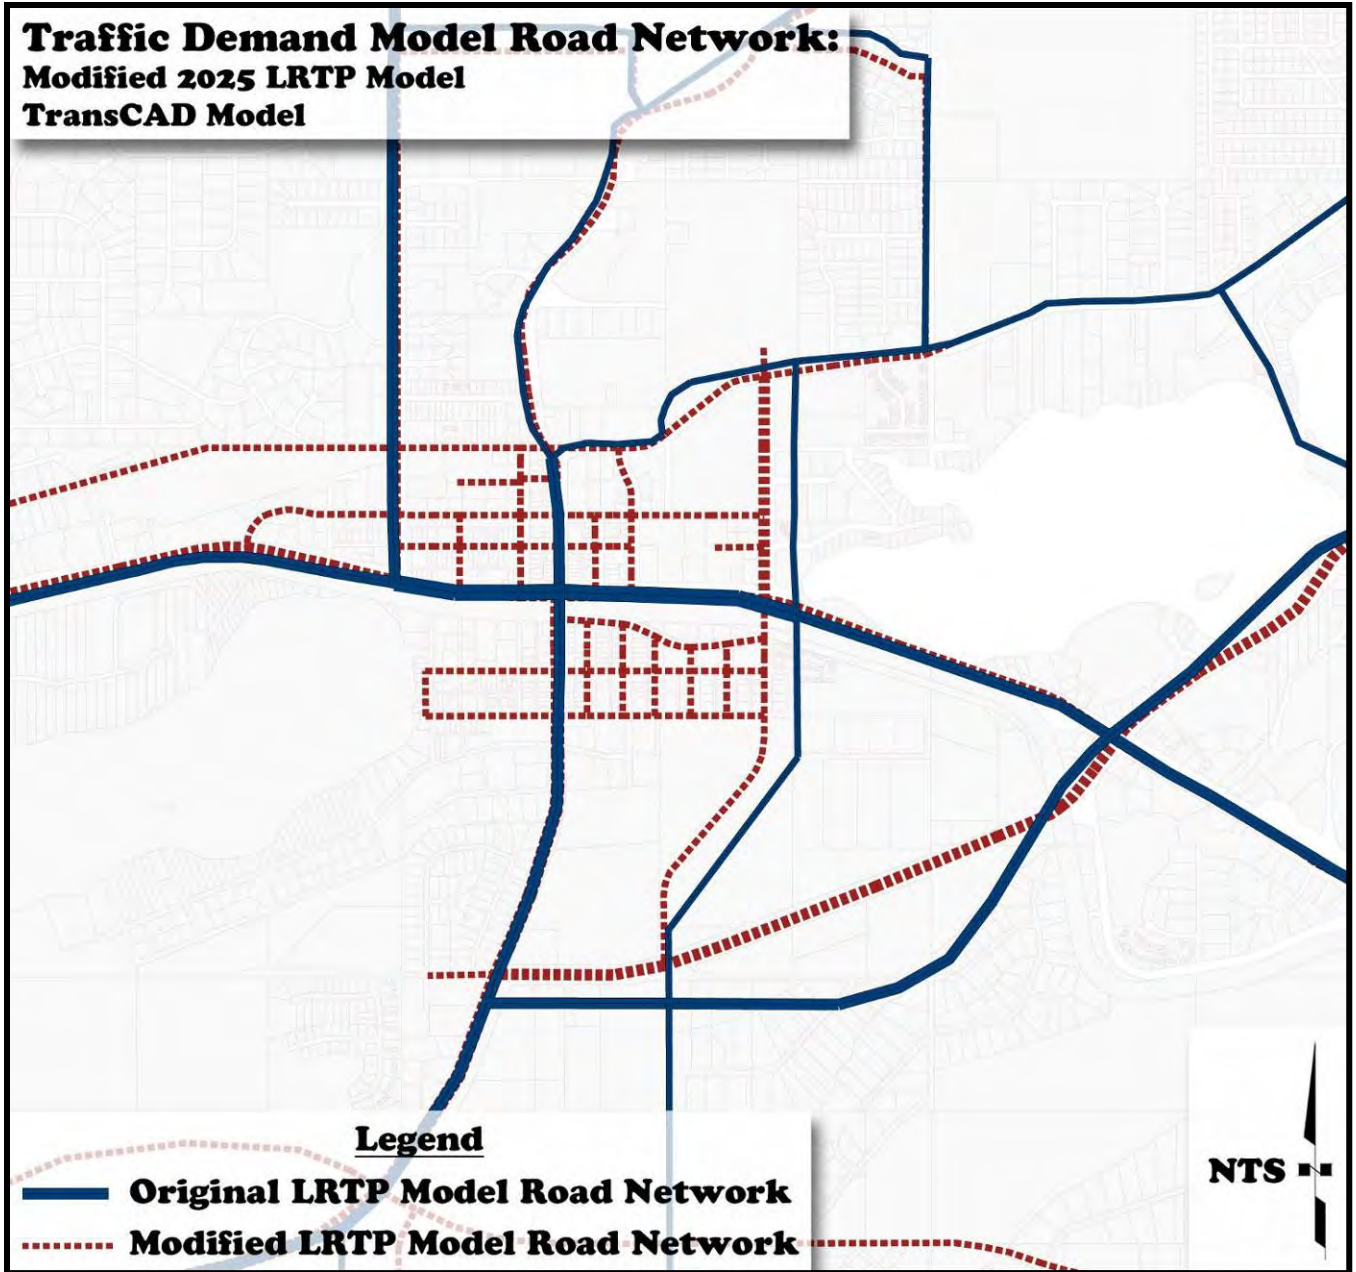 Traffic Demand Model Road Network:
Modified 2025 LRTP Model
TransCAD Model
NTS
Legend
Original LRTP Model Road Network
Modified LRTP Model Road Network